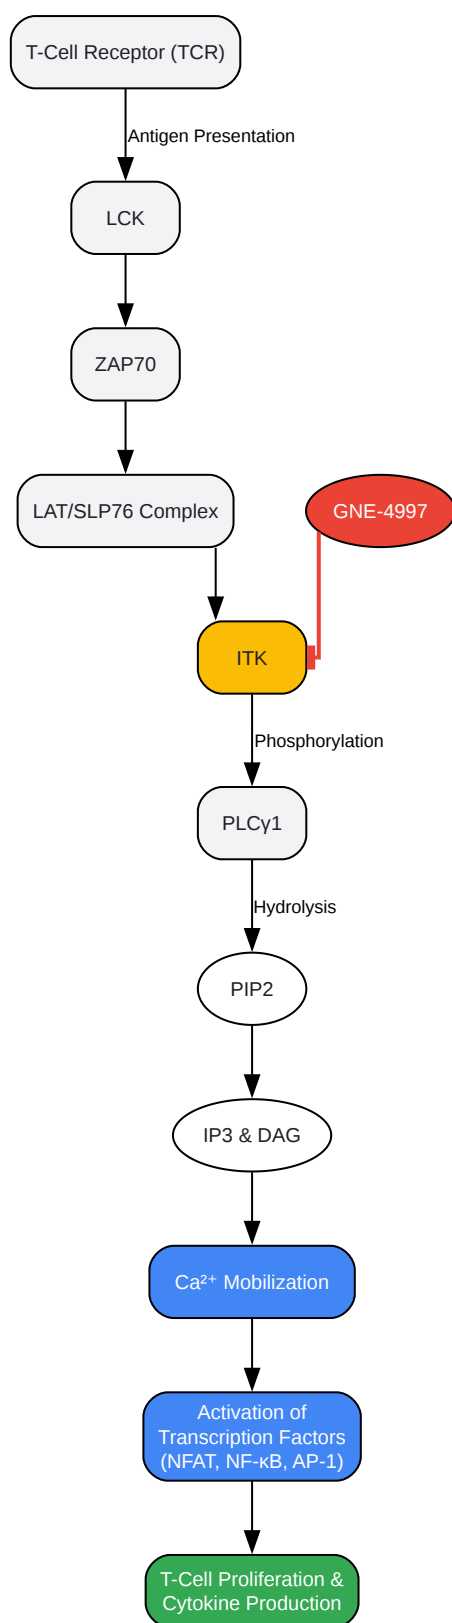 T-Cell Receptor (TCR)
Antigen Presentation
LCK
ZAP70
LAT/SLP76 Complex
GNE-4997
ITK
Phosphorylation
PLCγ1
Hydrolysis
PIP2
IP3 & DAG
Ca²⁺ Mobilization
Activation of
Transcription Factors
(NFAT, NF-κB, AP-1)
T-Cell Proliferation &
Cytokine Production